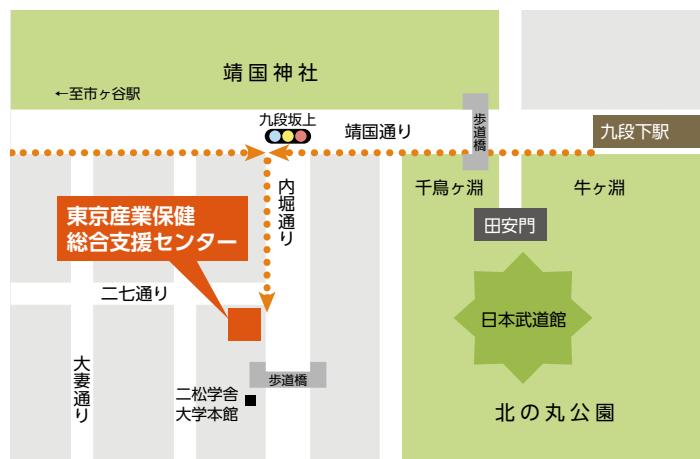 靖国神社
←至市ヶ谷駅
九段坂上
靖国通り
歩道橋
九段下駅
千鳥ヶ淵
牛ヶ淵
内堀通り
田安門
東京産業保健
総合支援センター
二七通り
日本武道館
大妻通り
歩道橋
二松学舎
大学本館
北の丸公園